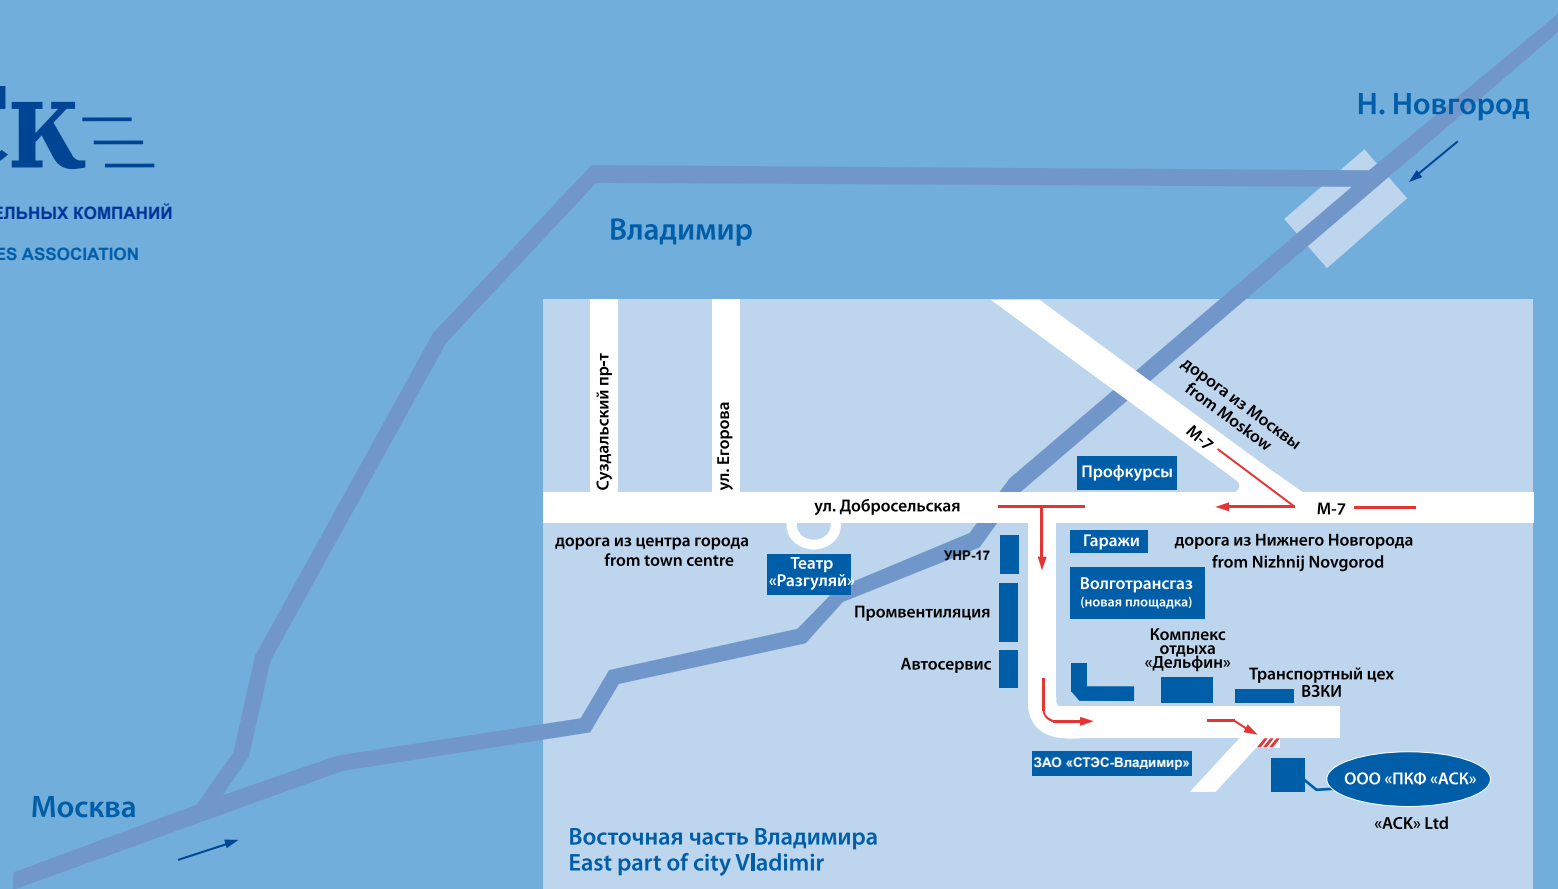 Н. Новгород
ЕЛЬНЫХ КОМПАНИЙ
ES ASSOCIATION
Владимир
Суздальский пр-т
ул. Егорова
дорога из Москвы
from Moskow
М-7
Профкурсы
ул. Добросельская
М-7
дорога из центра города
from town centre
Театр
«Разгуляй»
УНР-17
Гаражи
дорога из Нижнего Новгорода
from Nizhnij Novgorod
Волготрансгаз
(новая площадка)
Промвентиляция
Автосервис
Комплекс
отдыха
«Дельфин»
Транспортный цех
ВЗКИ
ЗАО «СТЭС-Владимир»
ООО «ПКФ «АСК»
«АСК» Ltd
Москва
Восточная часть Владимира
East part of city Vladimir